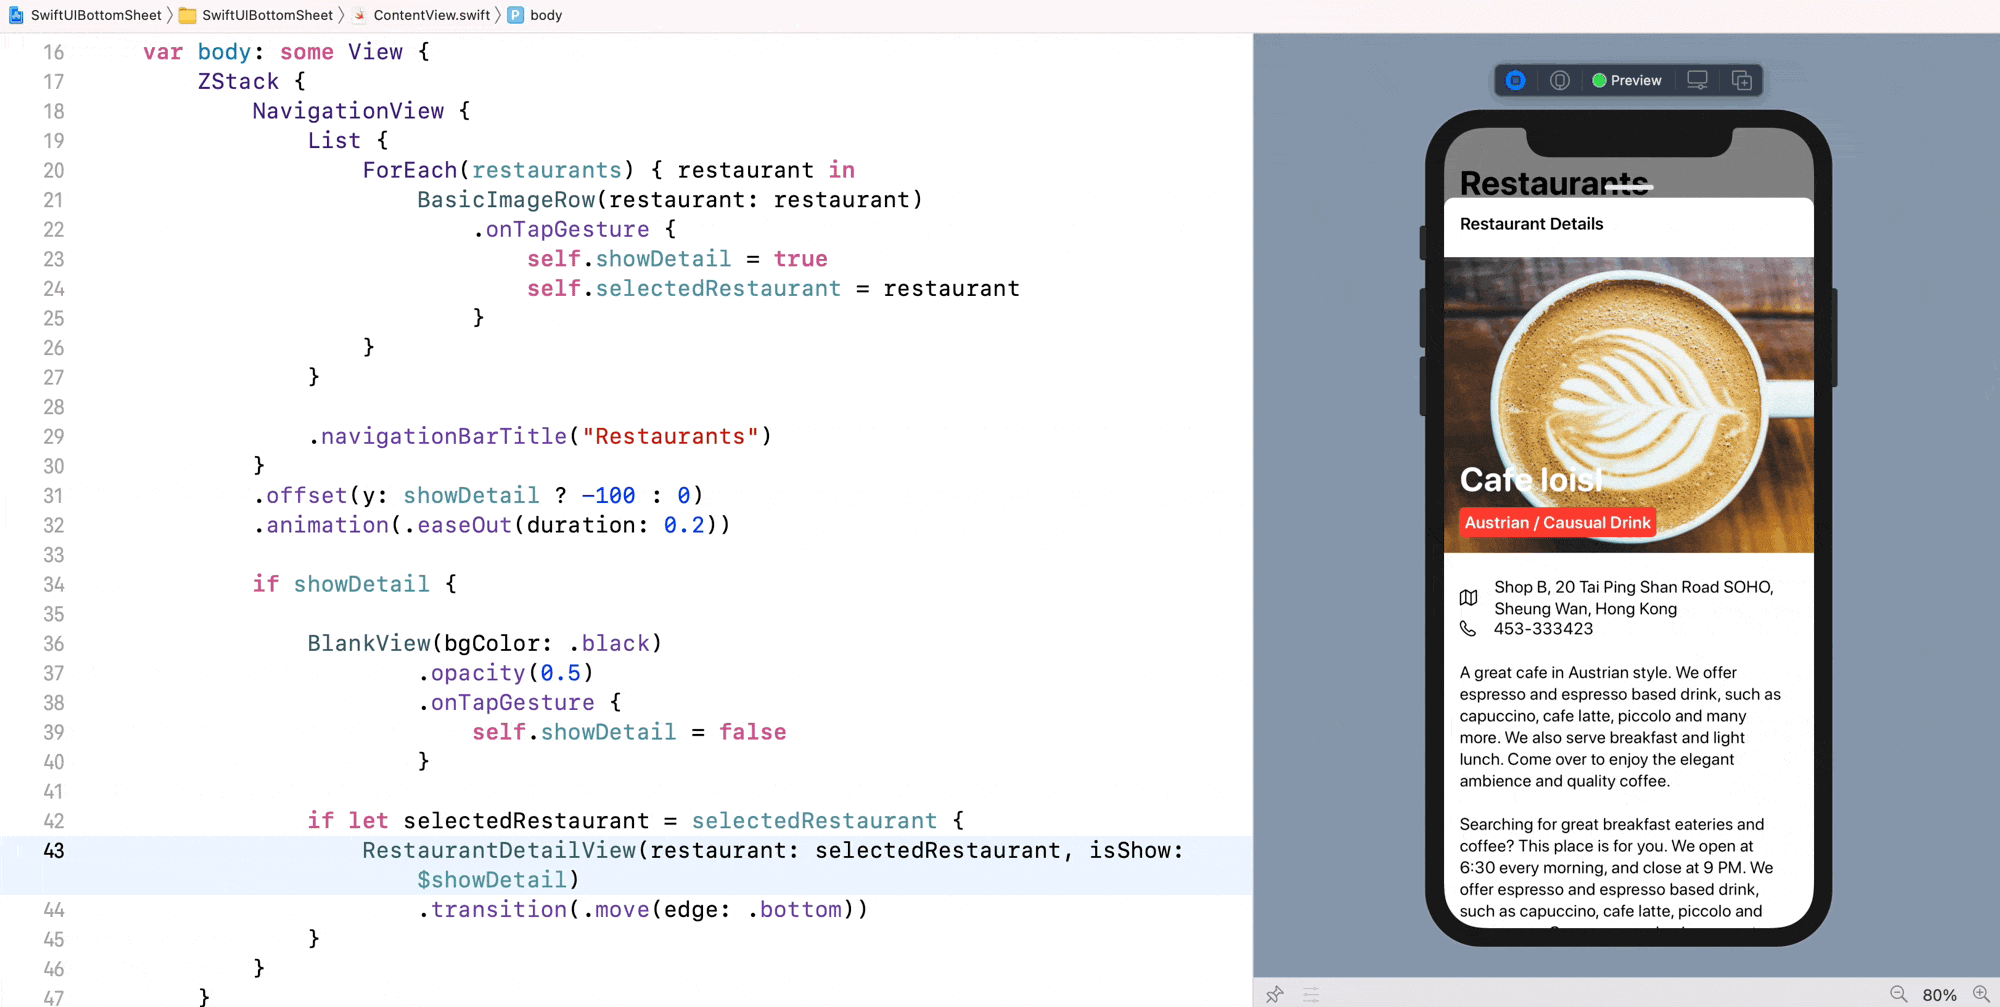 SwiftUIBottomSheet
SwiftUIBottomSheet
ContentView.swift
P body
16 var body: some View {
17 ZStack {
18 NavigationView {
19 List {
20 ForEach(restaurants) { restaurant in
21 BasicImageRow(restaurant: restaurant)
22 .onTapGesture {
23 self.showDetail = true
24 self.selectedRestaurant = restaurant
25 }
26 }
27 }
28
29 .navigationBarTitle("Restaurants")
30 }
31 .offset(y: showDetail ? -100 : 0)
32 .animation(.easeOut(duration: 0.2))
33
34 if showDetail {
35
36 BlankView(bgColor: .black)
37 .opacity(0.5)
38 .onTapGesture {
39 self.showDetail = false
40 }
41
42 if let selectedRestaurant = selectedRestaurant {
43 RestaurantDetailView(restaurant: selectedRestaurant, isShow:
$showDetail)
44 .transition(.move(edge: .bottom))
45 }
46 }
47 }
Preview
Restaurants
Restaurant Details
Cafe loisl
Austrian / Causual Drink
Shop B, 20 Tai Ping Shan Road SOHO,
Sheung Wan, Hong Kong
453-333423
A great cafe in Austrian style. We offer
espresso and espresso based drink, such as
capuccino, cafe latte, piccolo and many
more. We also serve breakfast and light
lunch. Come over to enjoy the elegant
ambience and quality coffee.
Searching for great breakfast eateries and
coffee? This place is for you. We open at
6:30 every morning, and close at 9 PM. We
offer espresso and espresso based drink,
such as capuccino, cafe latte, piccolo and
80%